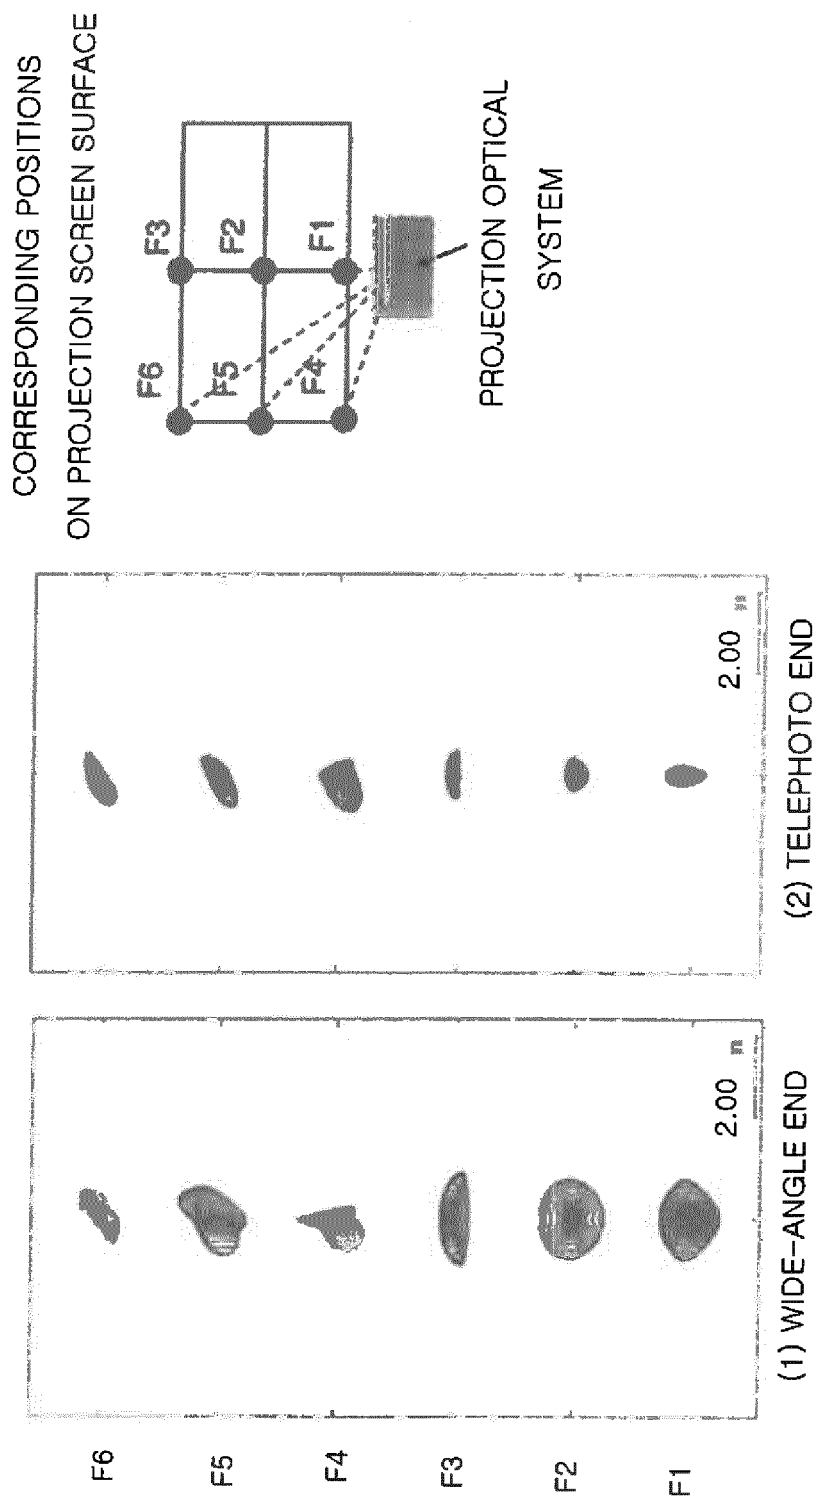 F6
F5
F4
F3
F2
F1
2.00
(1) WIDE-ANGLE END
2.00
(2) TELEPHOTO END
CORRESPONDING POSITIONS
ON PROJECTION SCREEN SURFACE
F6
F3
F5
F2
F4
F1
PROJECTION OPTICAL
SYSTEM